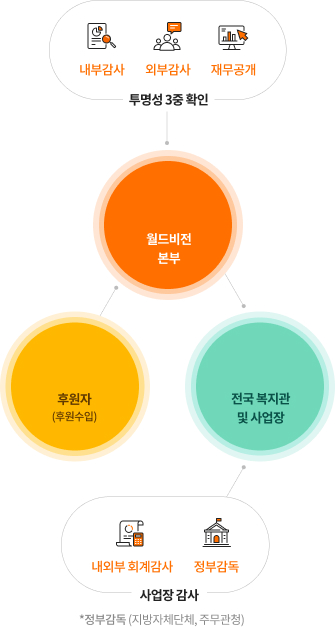 내부감사 외부감사 재무공개
투명성 3중 확인
월드비전
본부
후원자
(후원수입)
전국 복지관
및 사업장
내외부 회계감사 정부감독
사업장 감사
*정부감독 (지방자체단체, 주무관청)